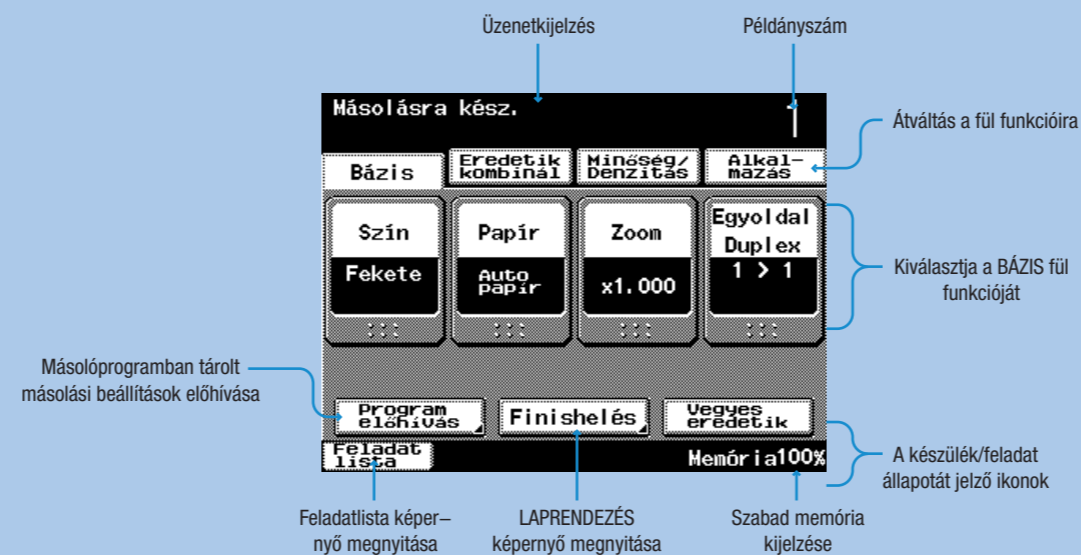 Üzenetkijelzés
Példányszám
Másolásra kész.
1
Átváltás a fül funkcióira
Bázis
Eredetik
kombinál
Minőség/
Denzitás
Alkal-
mazás
Szín
Fekete
Papír
Auto
papír
Zoom
x1.000
Egyoldal
Duplex
1 > 1
Kiválasztja a BÁZIS fül
funkcióját
Másolóprogramban tárolt
másolási beállítások előhívása
Program
előhívás
Finishelés
Vegyes
eredetik
Feladat
lista
Memória100%
A készülék/feladat
állapotát jelző ikonok
Feladatlista képer–
nyő megnyitása
LAPRENDEZÉS
képernyő megnyitása
Szabad memória
kijelzése